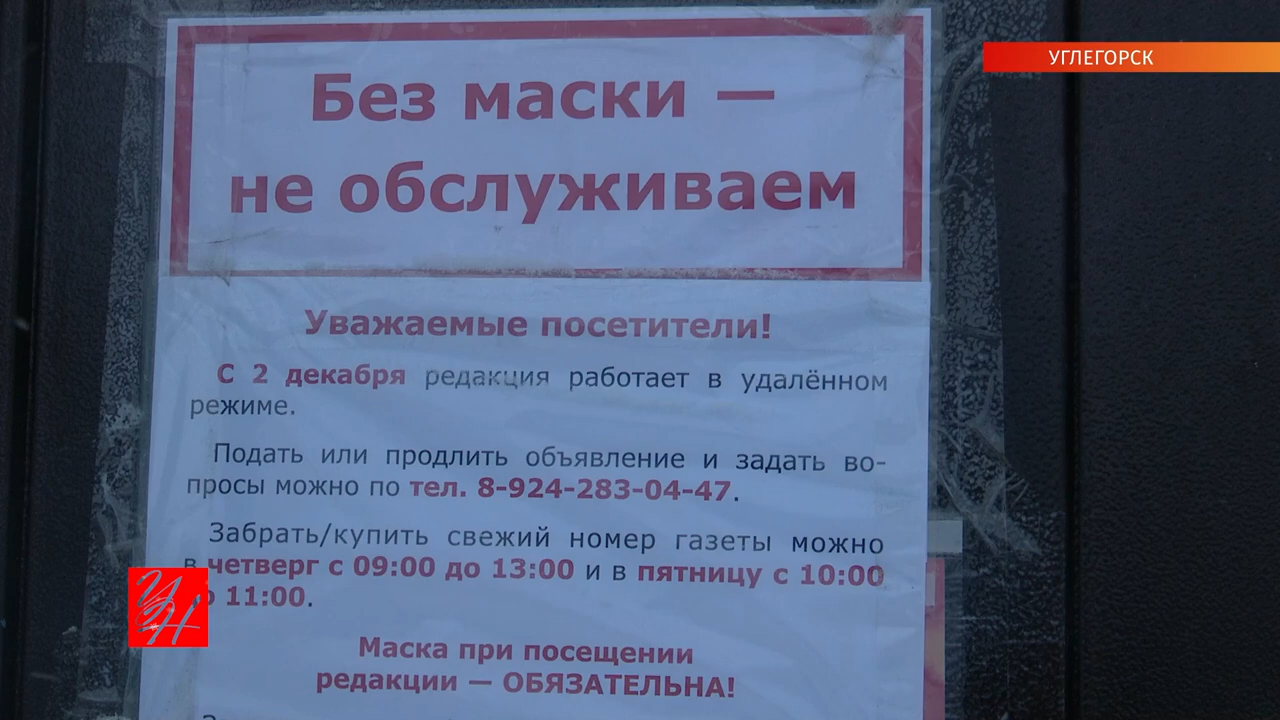 УГЛЕГОРСК
Без маски —
не обслуживаем
Уважаемые посетители!
С 2 декабря редакция работает в удалённом
режиме.
Подать или продлить объявление и задать во-
просы можно по тел. 8-924-283-04-47.
Забрать/купить свежий номер газеты можно
в четверг с 09:00 до 13:00 и в пятницу с 10:00
11:00.
УН
Маска при посещении
редакции — ОБЯЗАТЕЛЬНА!